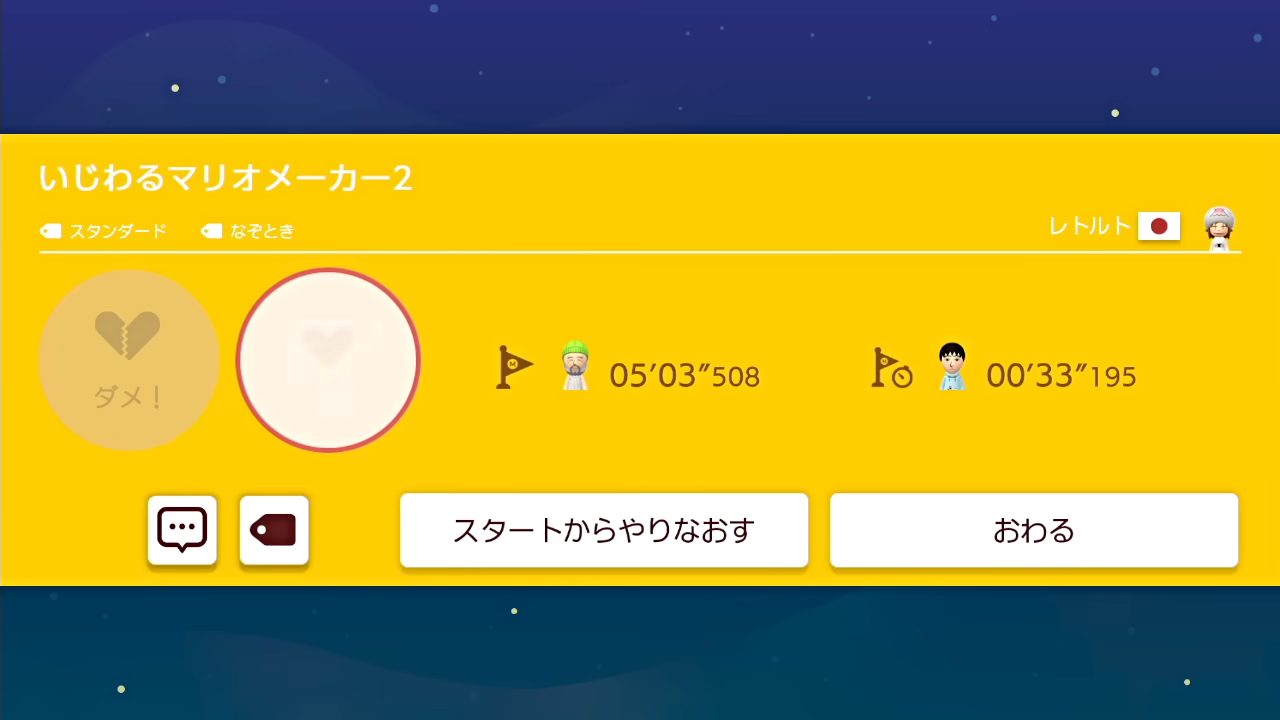 いじわるマリオメーカー2
スタンダード なぞとき
レトルト
ダメ！
05′03″508
00′33″195
スタートからやりなおす
おわる